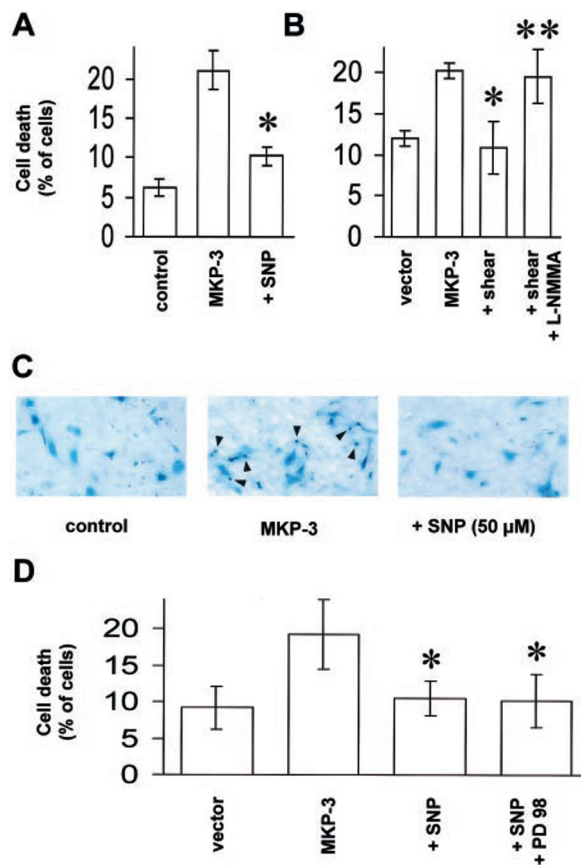 A
B
Cell death
(% of cells)
20
15
10
5
0
*
control
MKP-3
+ SNP
20
15
10
5
0
*
**
vector
MKP-3
+ shear
+ shear
+ L-NMMA
C
control
MKP-3
+ SNP (50 µM)
D
Cell death
(% of cells)
20
15
10
5
0
*
*
vector
MKP-3
+ SNP
+ SNP
+ PD 98